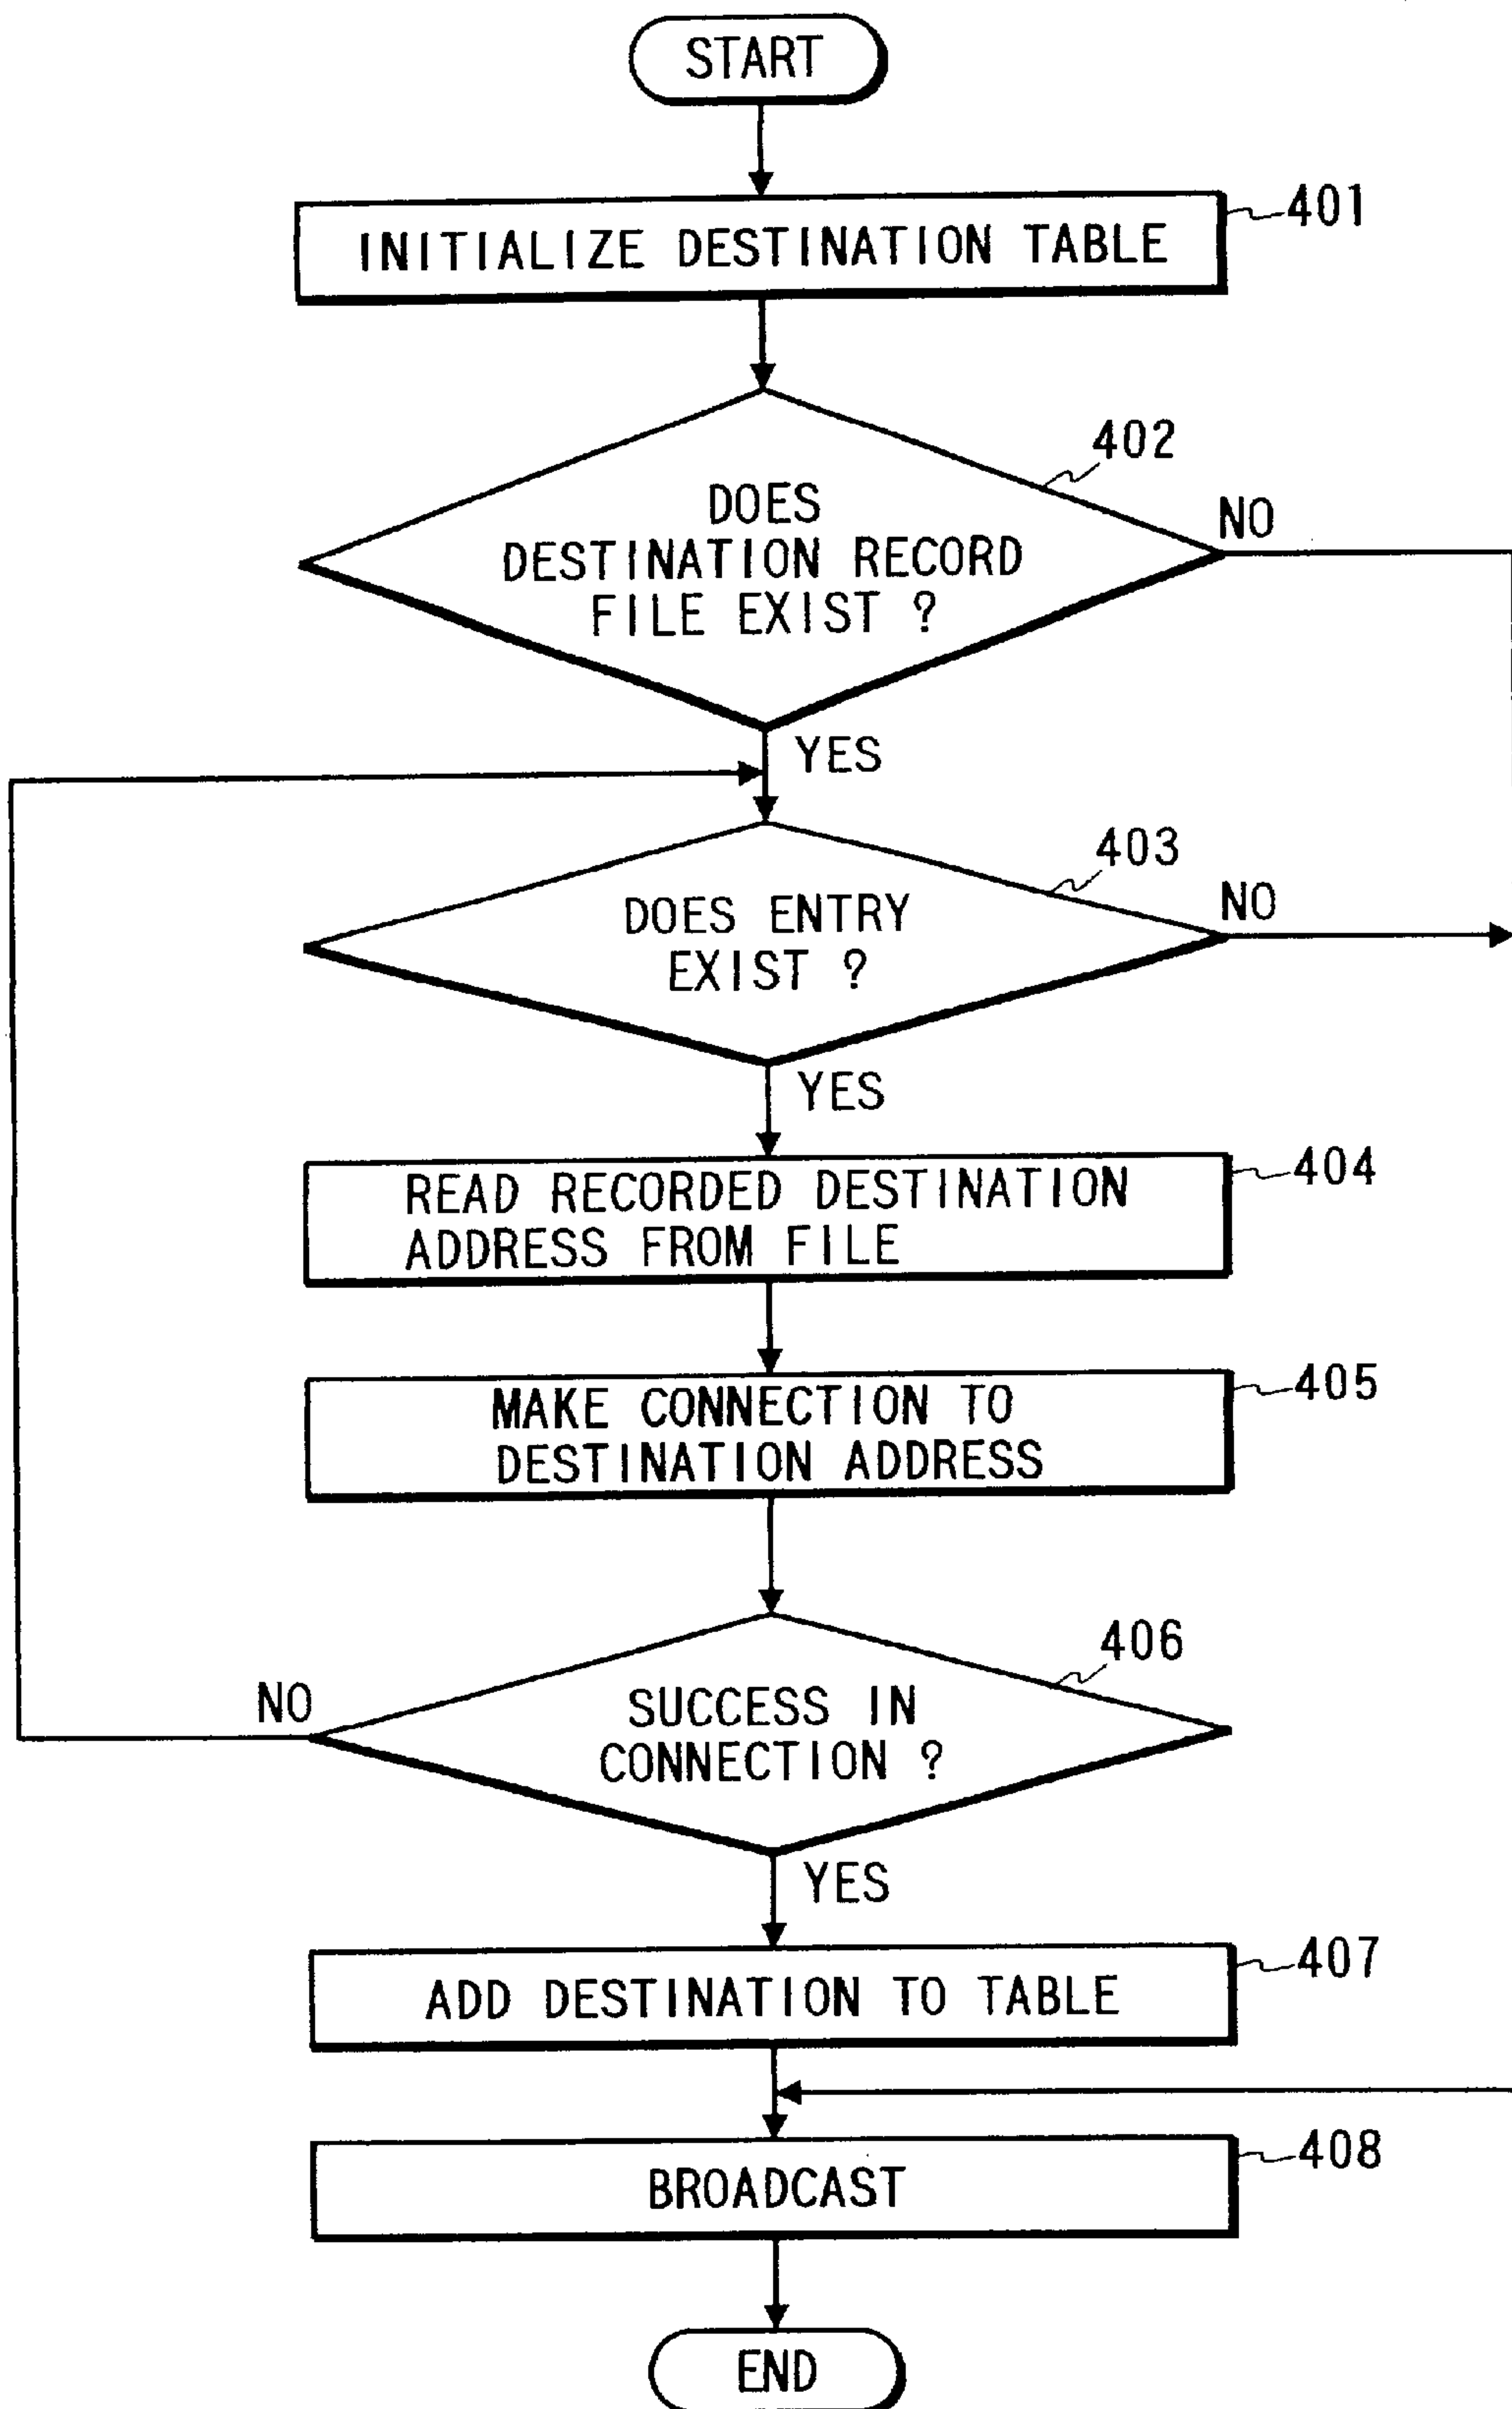 START
401
INITIALIZE DESTINATION TABLE
402
DOES
DESTINATION RECORD
FILE EXIST ?
NO
YES
403
DOES ENTRY
EXIST ?
NO
YES
404
READ RECORDED DESTINATION
ADDRESS FROM FILE
405
MAKE CONNECTION TO
DESTINATION ADDRESS
406
NO
SUCCESS IN
CONNECTION ?
YES
407
ADD DESTINATION TO TABLE
408
BROADCAST
END